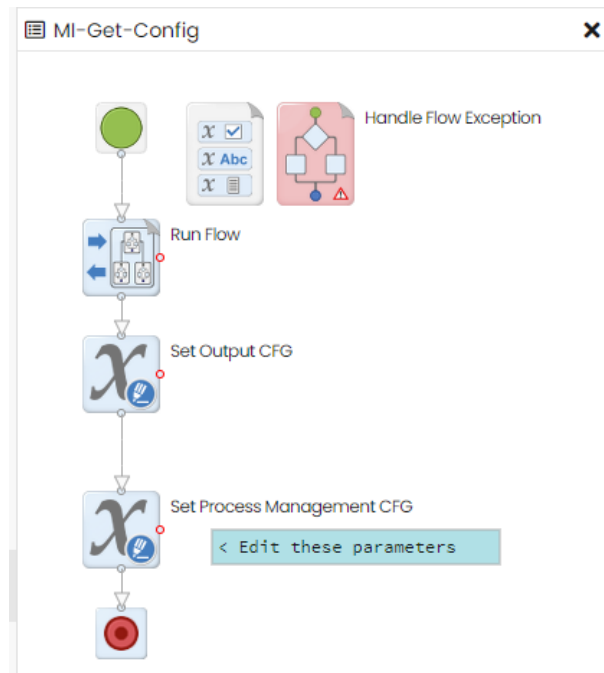 MI-Get-Config
Handle Flow Exception
x
x Abc
x
Run Flow
x
Set Output CFG
x
Set Process Management CFG
< Edit these parameters